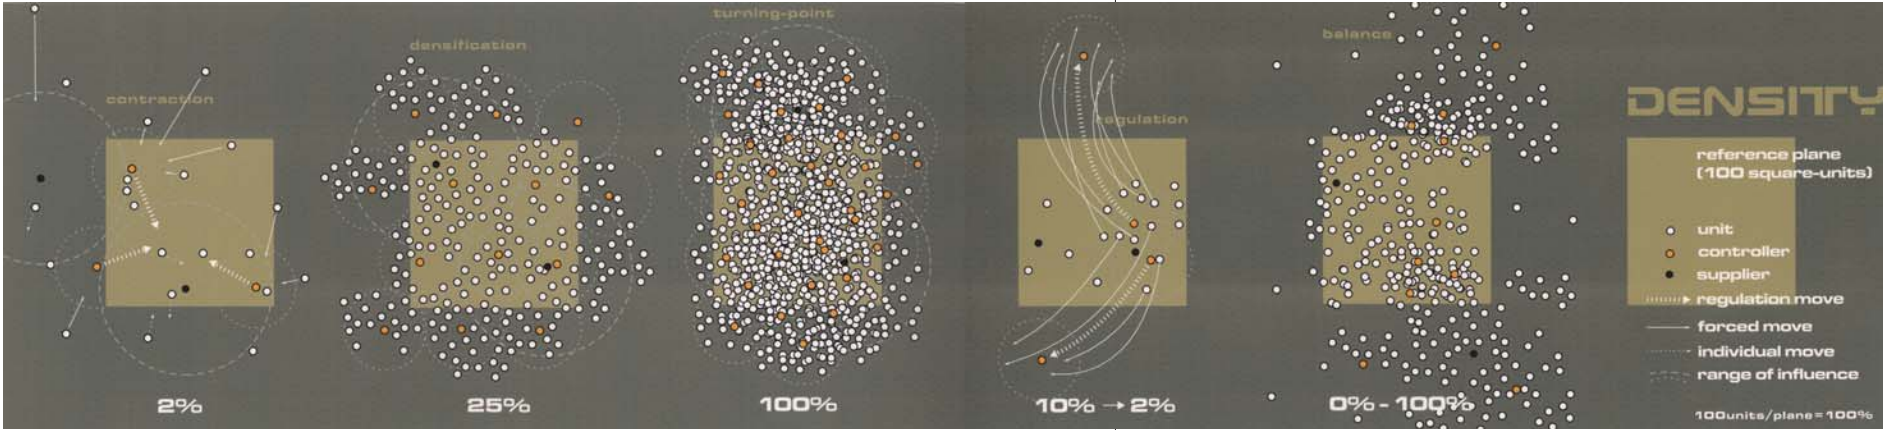 contraction
2%
densification
25%
turning-point
100%
regulation
10% → 2%
balance
0% - 100%
DENSITY
reference plane
(100 square-units)
unit
controller
supplier
regulation move
forced move
individual move
range of influence
100units/plane=100%